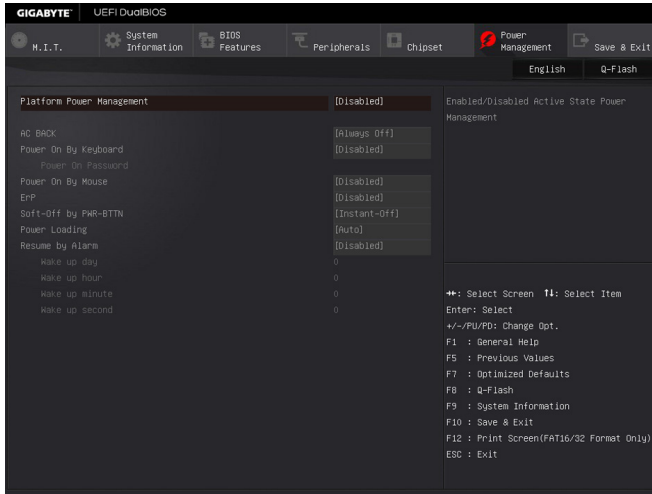 GIGABYTE™ UEFI DualBIOS
M.I.T. System Information BIOS Features Peripherals Chipset Power Management Save & Exit
English Q-Flash
Platform Power Management [Disabled]
AC BACK [Always Off]
Power On By Keyboard [Disabled]
Power On Password
Power On By Mouse [Disabled]
ErP [Disabled]
Soft-Off by PWR-BTTN [Instant-Off]
Power Loading [Auto]
Resume by Alarm [Disabled]
Wake up day 0
Wake up hour 0
Wake up minute 0
Wake up second 0
Enabled/Disabled Active State Power
Management
→←: Select Screen ↑↓: Select Item
Enter: Select
+/-/PU/PD: Change Opt.
F1 : General Help
F5 : Previous Values
F7 : Optimized Defaults
F8 : Q-Flash
F9 : System Information
F10 : Save & Exit
F12 : Print Screen(FAT16/32 Format Only)
ESC : Exit